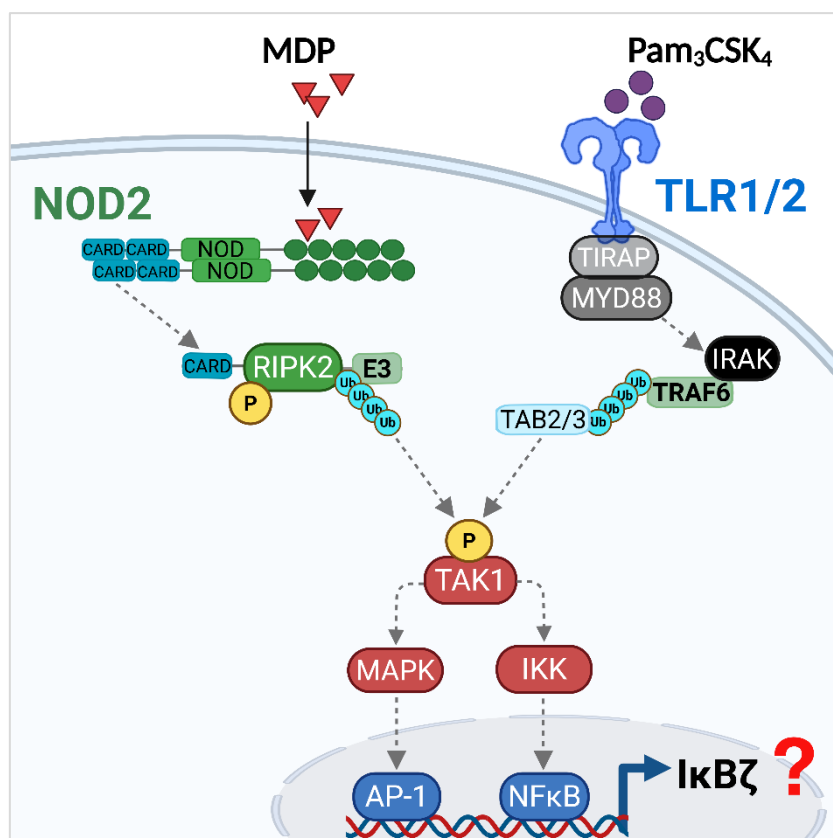 MDP
Pam₃CSK₄
NOD2
TLR1/2
CARD CARD NOD
CARD CARD NOD
TIRAP
MYD88
CARD RIPK2 E3
P
Ub
Ub
Ub
Ub
IRAK
TRAF6
Ub
Ub
Ub
TAB2/3
Ub
P
TAK1
MAPK
IKK
AP-1
NFκB
IκBζ ?